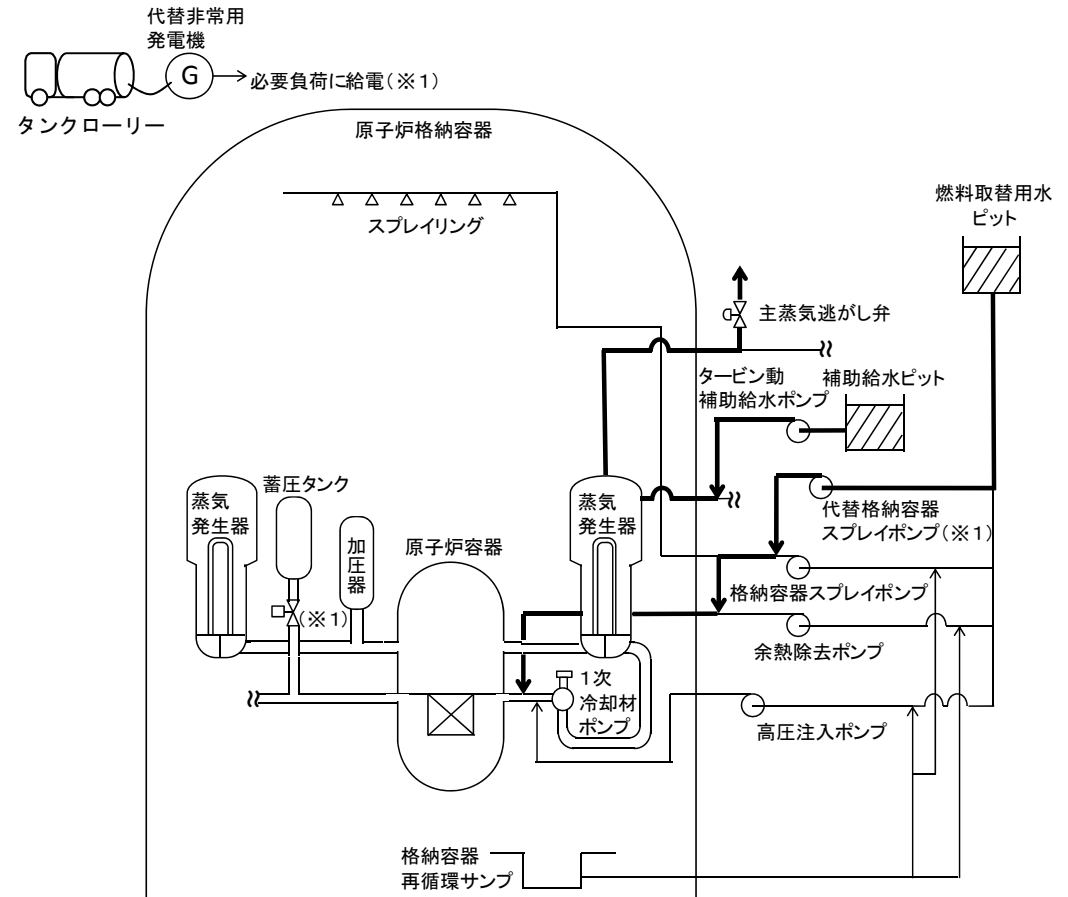 代替非常用
発電機
G
必要負荷に給電(※1)
タンクローリー
原子炉格納容器
スプレイリング
燃料取替用水
ピット
主蒸気逃がし弁
タービン動
補助給水ポンプ
補助給水ピット
蒸気
発生器
蓄圧タンク
加圧器
原子炉容器
蒸気
発生器
代替格納容器
スプレイポンプ(※1)
格納容器スプレイポンプ
(※1)
余熱除去ポンプ
1次
冷却材
ポンプ
高圧注入ポンプ
格納容器
再循環サンプ